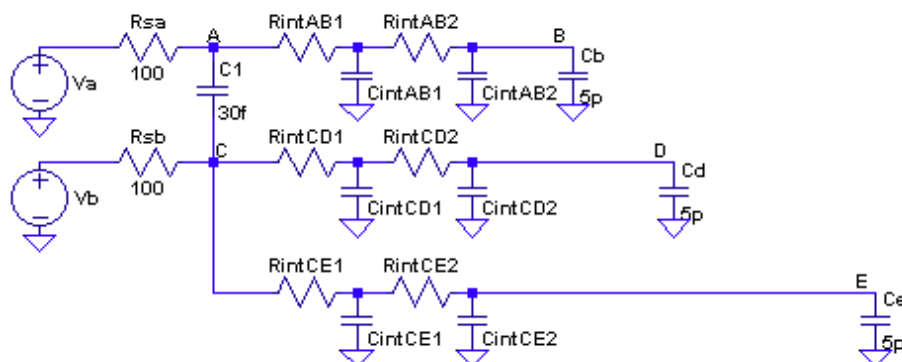 Rsa A RintAB1 RintAB2 B
Va 100 C1 CintAB1 CintAB2 Cb
30f 5p
Rsb C RintCD1 RintCD2 D
Vb 100 CintCD1 CintCD2 Cd
5p
RintCE1 RintCE2 E
CintCE1 CintCE2 Ce
5p